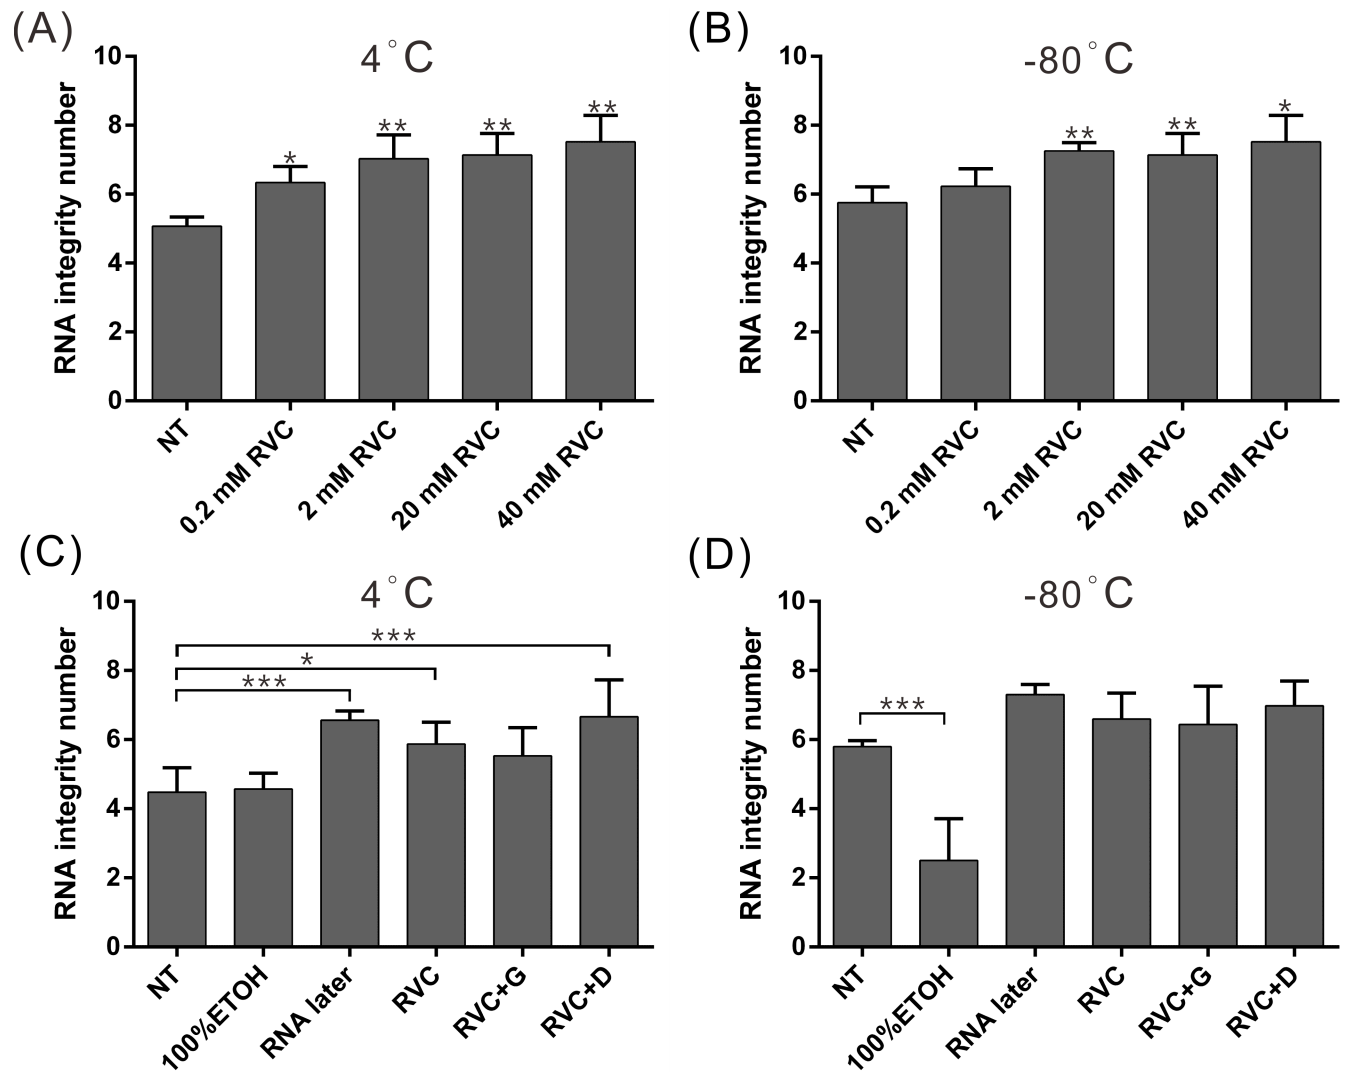 (A)
4°C
RNA integrity number
10
8
6
4
2
0
*
**
**
**
NT
0.2 mM RVC
2 mM RVC
20 mM RVC
40 mM RVC
(B)
-80°C
RNA integrity number
10
8
6
4
2
0
**
**
*
NT
0.2 mM RVC
2 mM RVC
20 mM RVC
40 mM RVC
(C)
4°C
RNA integrity number
10
8
6
4
2
0
***
*
***
NT
100%ETOH
RNA later
RVC
RVC+G
RVC+D
(D)
-80°C
RNA integrity number
10
8
6
4
2
0
***
NT
100%ETOH
RNA later
RVC
RVC+G
RVC+D